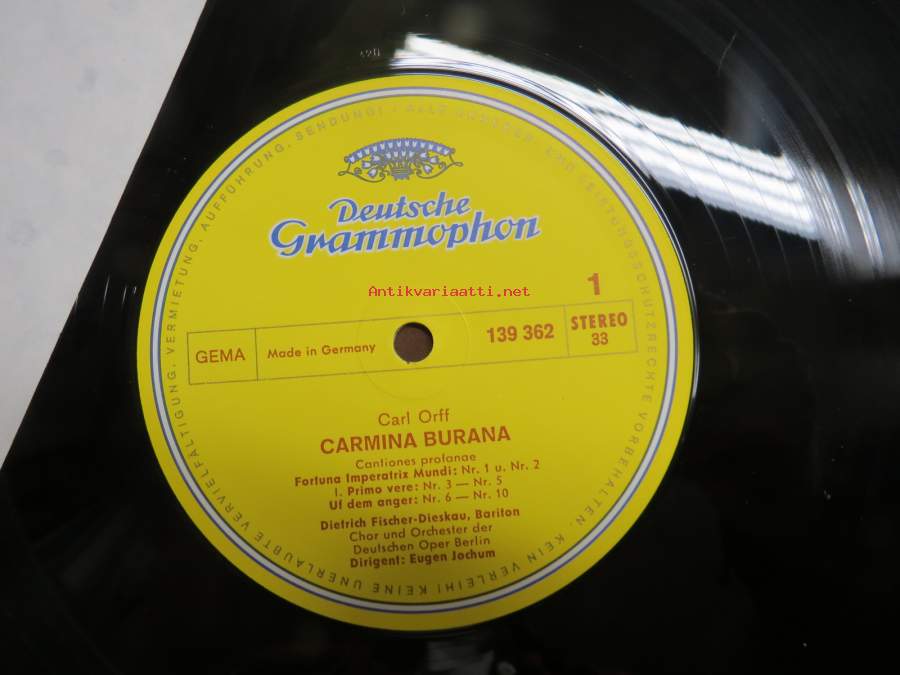 Deutsche
Grammophon
Antikvariaatti.net
1
GEMA
Made in Germany
139 362
STEREO
33
Carl Orff
CARMINA BURANA
Cantiones profanae
Fortuna Imperatrix Mundi: Nr. 1 u. Nr. 2
I. Primo vere: Nr. 3 — Nr. 5
Uf dem anger: Nr. 6 — Nr. 10
Dietrich Fischer-Dieskau, Bariton
Chor und Orchester der
Deutschen Oper Berlin
Dirigent: Eugen Jochum
KEINE UNERLAUBTE VERVIELFÄLTIGUNG, VERMIETUNG, AUFFÜHRUNG, SENDUNG! / ALLE URHEBER- UND LEISTUNGSSCHUTZRECHTE VORBEHALTEN. KEIN VERLEIH!